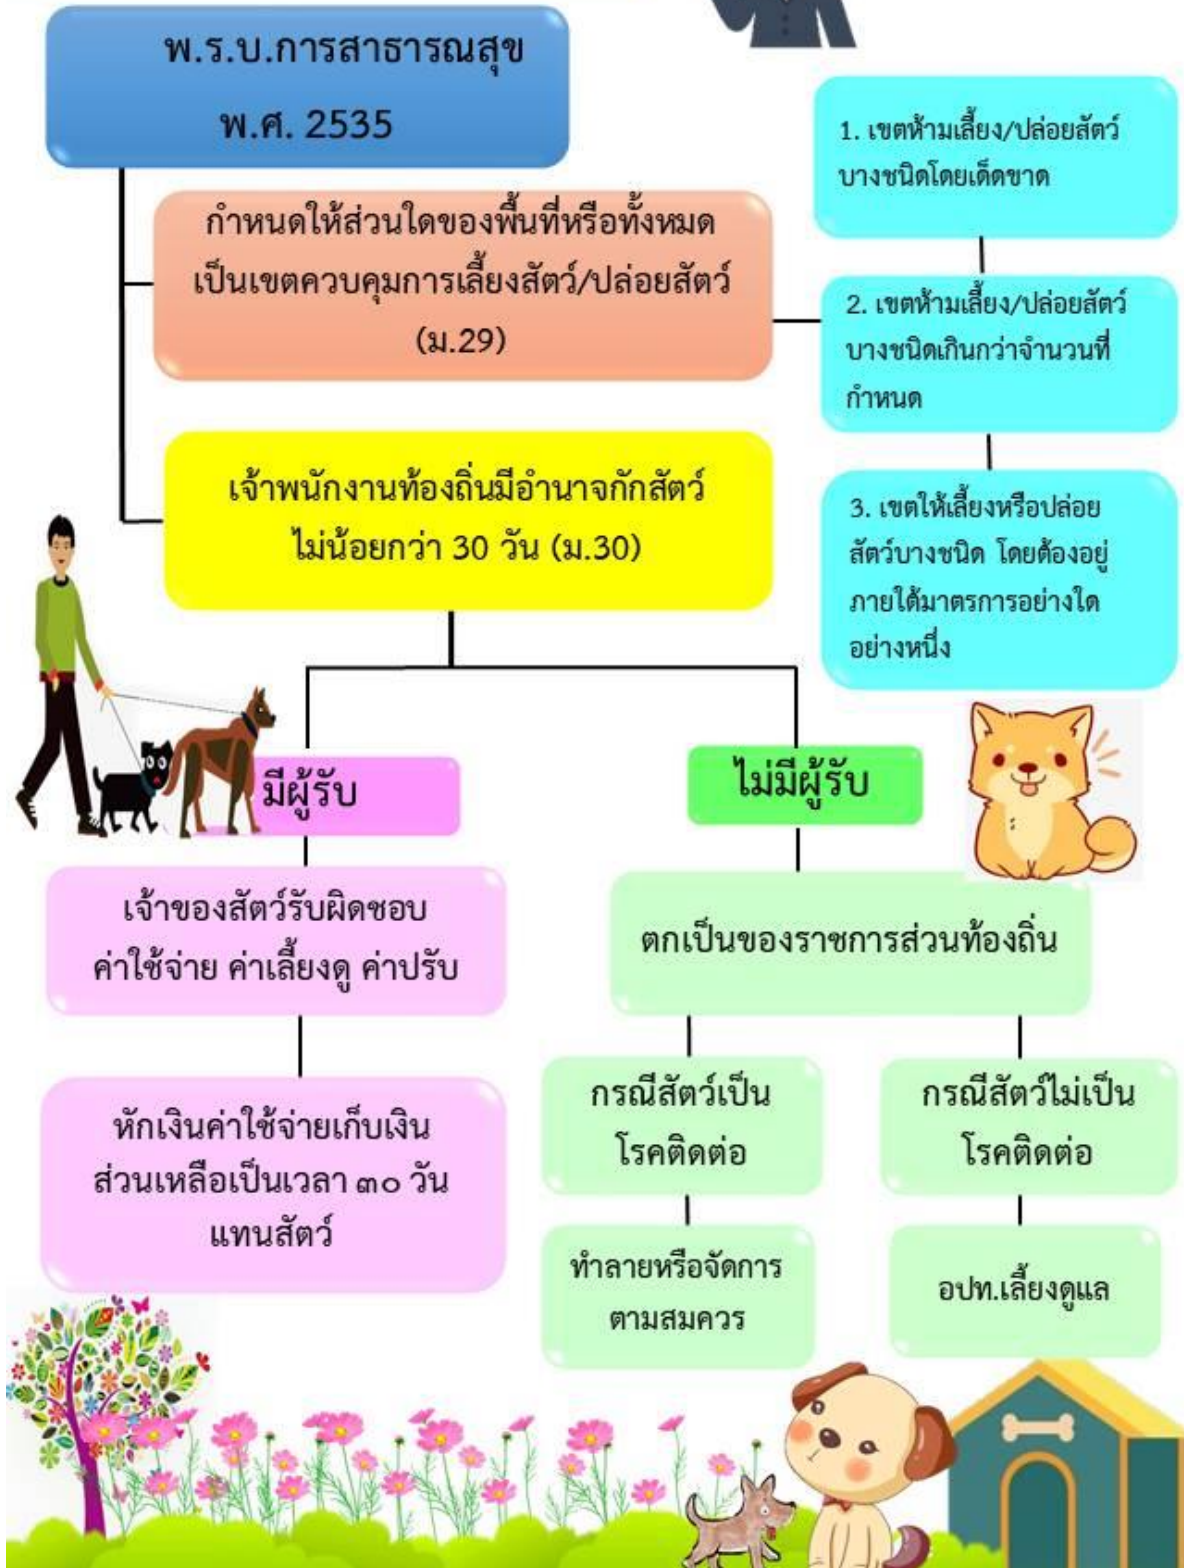 พ.ร.บ.การสาธารณสุข
พ.ศ. 2535
กำหนดให้ส่วนใดของพื้นที่หรือทั้งหมด
เป็นเขตควบคุมการเลี้ยงสัตว์/ปล่อยสัตว์
(ม.29)
1. เขตห้ามเลี้ยง/ปล่อยสัตว์
บางชนิดโดยเด็ดขาด
2. เขตห้ามเลี้ยง/ปล่อยสัตว์
บางชนิดเกินกว่าจำนวนที่
กำหนด
3. เขตให้เลี้ยงหรือปล่อย
สัตว์บางชนิด โดยต้องอยู่
ภายใต้มาตรการอย่างใด
อย่างหนึ่ง
เจ้าพนักงานท้องถิ่นมีอำนาจกักสัตว์
ไม่น้อยกว่า 30 วัน (ม.30)
มีผู้รับ
เจ้าของสัตว์รับผิดชอบ
ค่าใช้จ่าย ค่าเลี้ยงดู ค่าปรับ
หักเงินค่าใช้จ่ายเก็บเงิน
ส่วนเหลือเป็นเวลา ๓๐ วัน
แทนสัตว์
ไม่มีผู้รับ
ตกเป็นของราชการส่วนท้องถิ่น
กรณีสัตว์เป็น
โรคติดต่อ
ทำลายหรือจัดการ
ตามสมควร
กรณีสัตว์ไม่เป็น
โรคติดต่อ
อปท.เลี้ยงดูแล